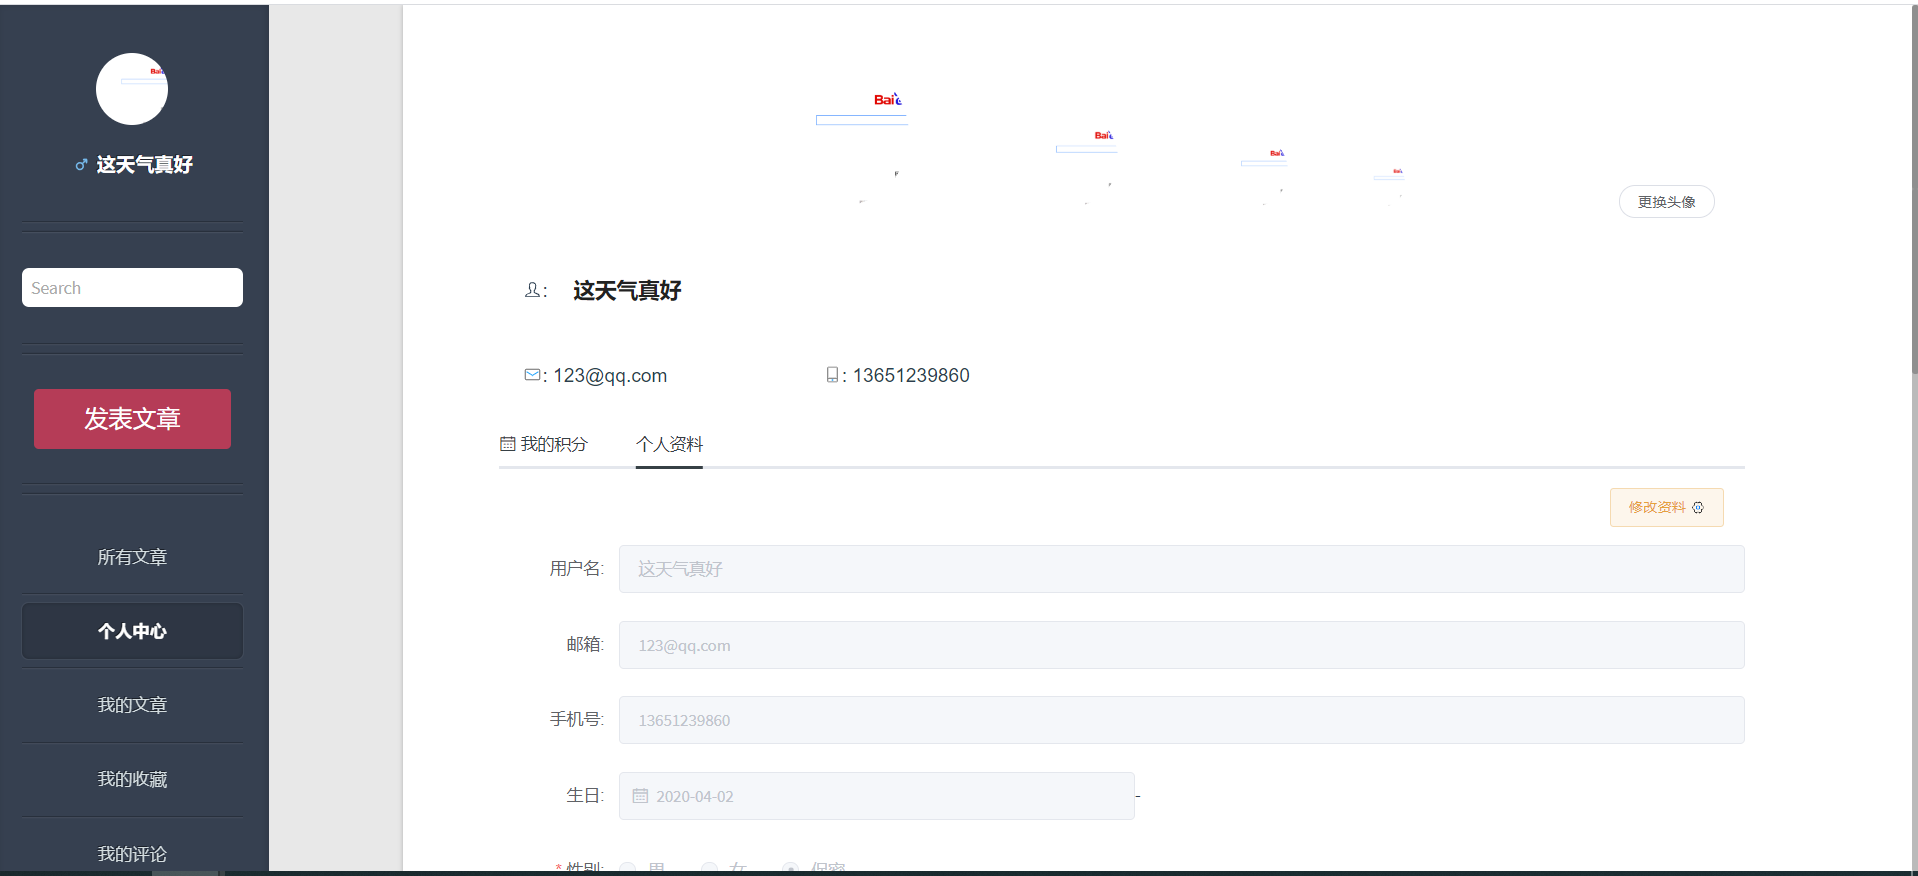 Bai
这天气真好
Search
发表文章
所有文章
个人中心
我的文章
我的收藏
我的评论
Bai
Bai
Bai
Bai
更换头像
: 这天气真好
: 123@qq.com
: 13651239860
我的积分
个人资料
修改资料
用户名: 这天气真好
邮箱: 123@qq.com
手机号: 13651239860
生日: 2020-04-02 -
* 性别: 男 女 保密